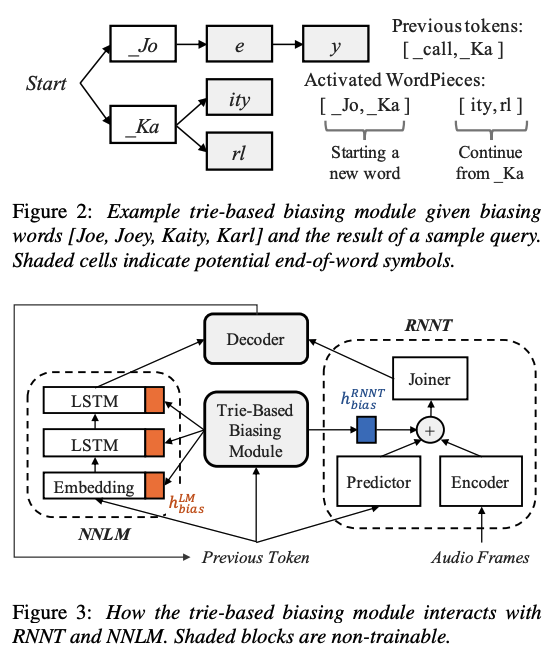 Previous tokens:
[ _call,_Ka ]
Start
_Jo
e
y
_Ka
ity
rl
Activated WordPieces:
[ _Jo,_Ka ]
[ ity,rl ]
Starting a
new word
Continue
from _Ka
Figure 2: Example trie-based biasing module given biasing
words [Joe, Joey, Kaity, Karl] and the result of a sample query.
Shaded cells indicate potential end-of-word symbols.
RNNT
Decoder
Joiner
LSTM
LSTM
Embedding
h_{bias}^{LM}
NNLM
Trie-Based
Biasing
Module
h_{bias}^{RNNT}
+
Predictor
Encoder
Previous Token
Audio Frames
Figure 3: How the trie-based biasing module interacts with
RNNT and NNLM. Shaded blocks are non-trainable.